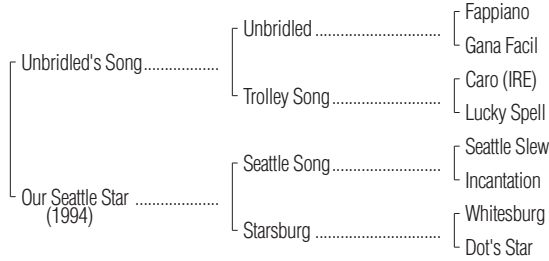 Fappiano
Unbridled
Gana Facil
Unbridled's Song
Caro (IRE)
Trolley Song
Lucky Spell
Seattle Slew
Seattle Song
Incantation
Our Seattle Star
(1994)
Whitesburg
Starsburg
Dot's Star